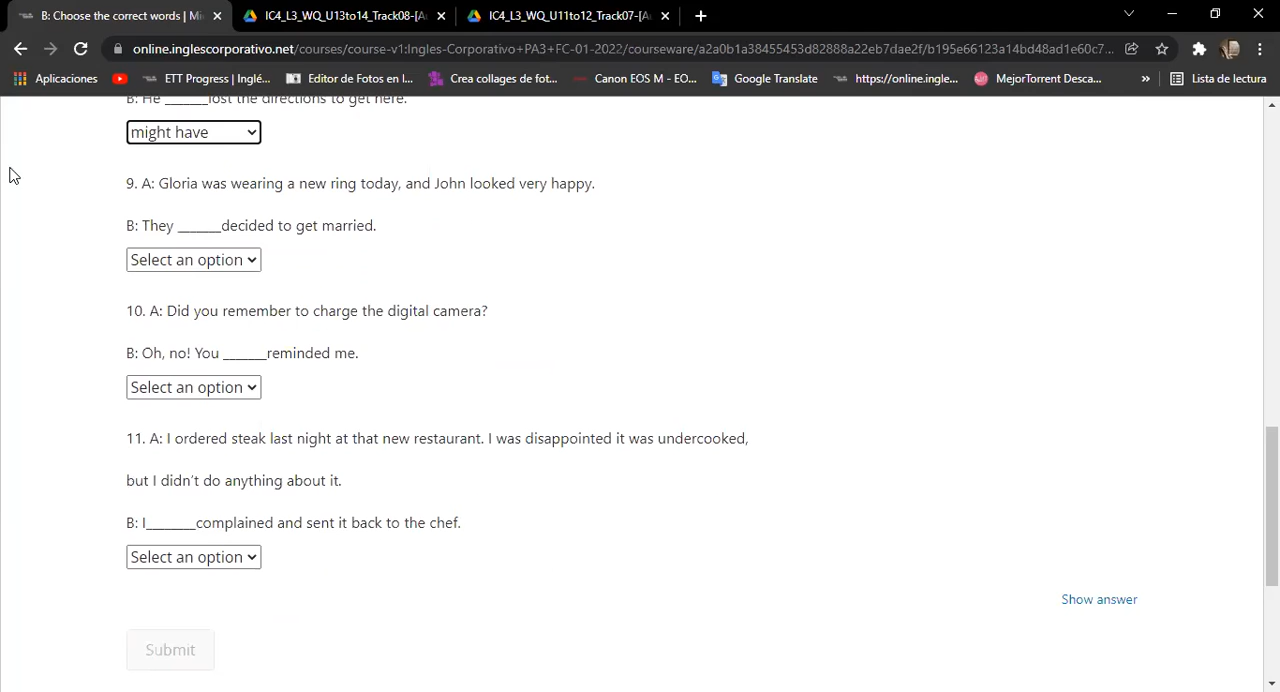 B: Choose the correct words | Mi
IC4_L3_WQ_U13to14_Track08-[A
IC4_L3_WQ_U11to12_Track07-[A
online.inglescorporativo.net/courses/course-v1:Ingles-Corporativo+PA3+FC-01-2022/courseware/a2a0b1a38455453d82888a22eb7dae2f/b195e66123a14bd48ad1e60c7...
Aplicaciones
ETT Progress | Inglé...
Editor de Fotos en l...
Crea collages de fot...
Canon EOS M - EO...
Google Translate
https://online.ingle...
MejorTorrent Desca...
»
Lista de lectura
B: He _______lost the directions to get here.
might have
9. A: Gloria was wearing a new ring today, and John looked very happy.
B: They _______decided to get married.
Select an option
10. A: Did you remember to charge the digital camera?
B: Oh, no! You _______reminded me.
Select an option
11. A: I ordered steak last night at that new restaurant. I was disappointed it was undercooked,
but I didn’t do anything about it.
B: I________complained and sent it back to the chef.
Select an option
Show answer
Submit